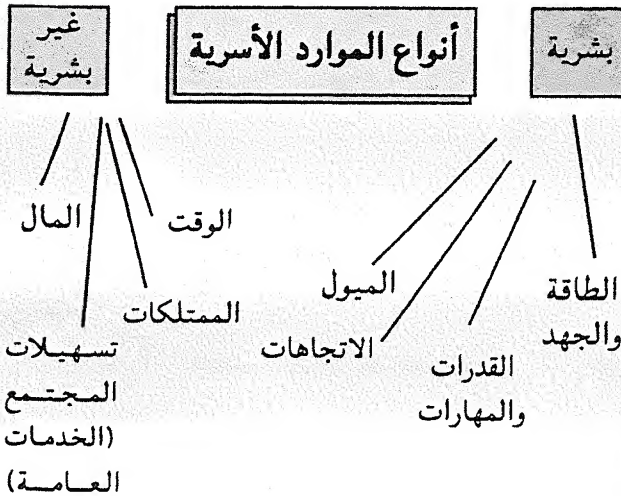 أنواع الموارد الأسرية
بشرية
الطاقة
والجهد
القدرات
والمهارات
الاتجاهات
الميول
غير
بشرية
الوقت
الممتلكات
تسهيلات
المجتمع
(الخدمات
العامة)
المال